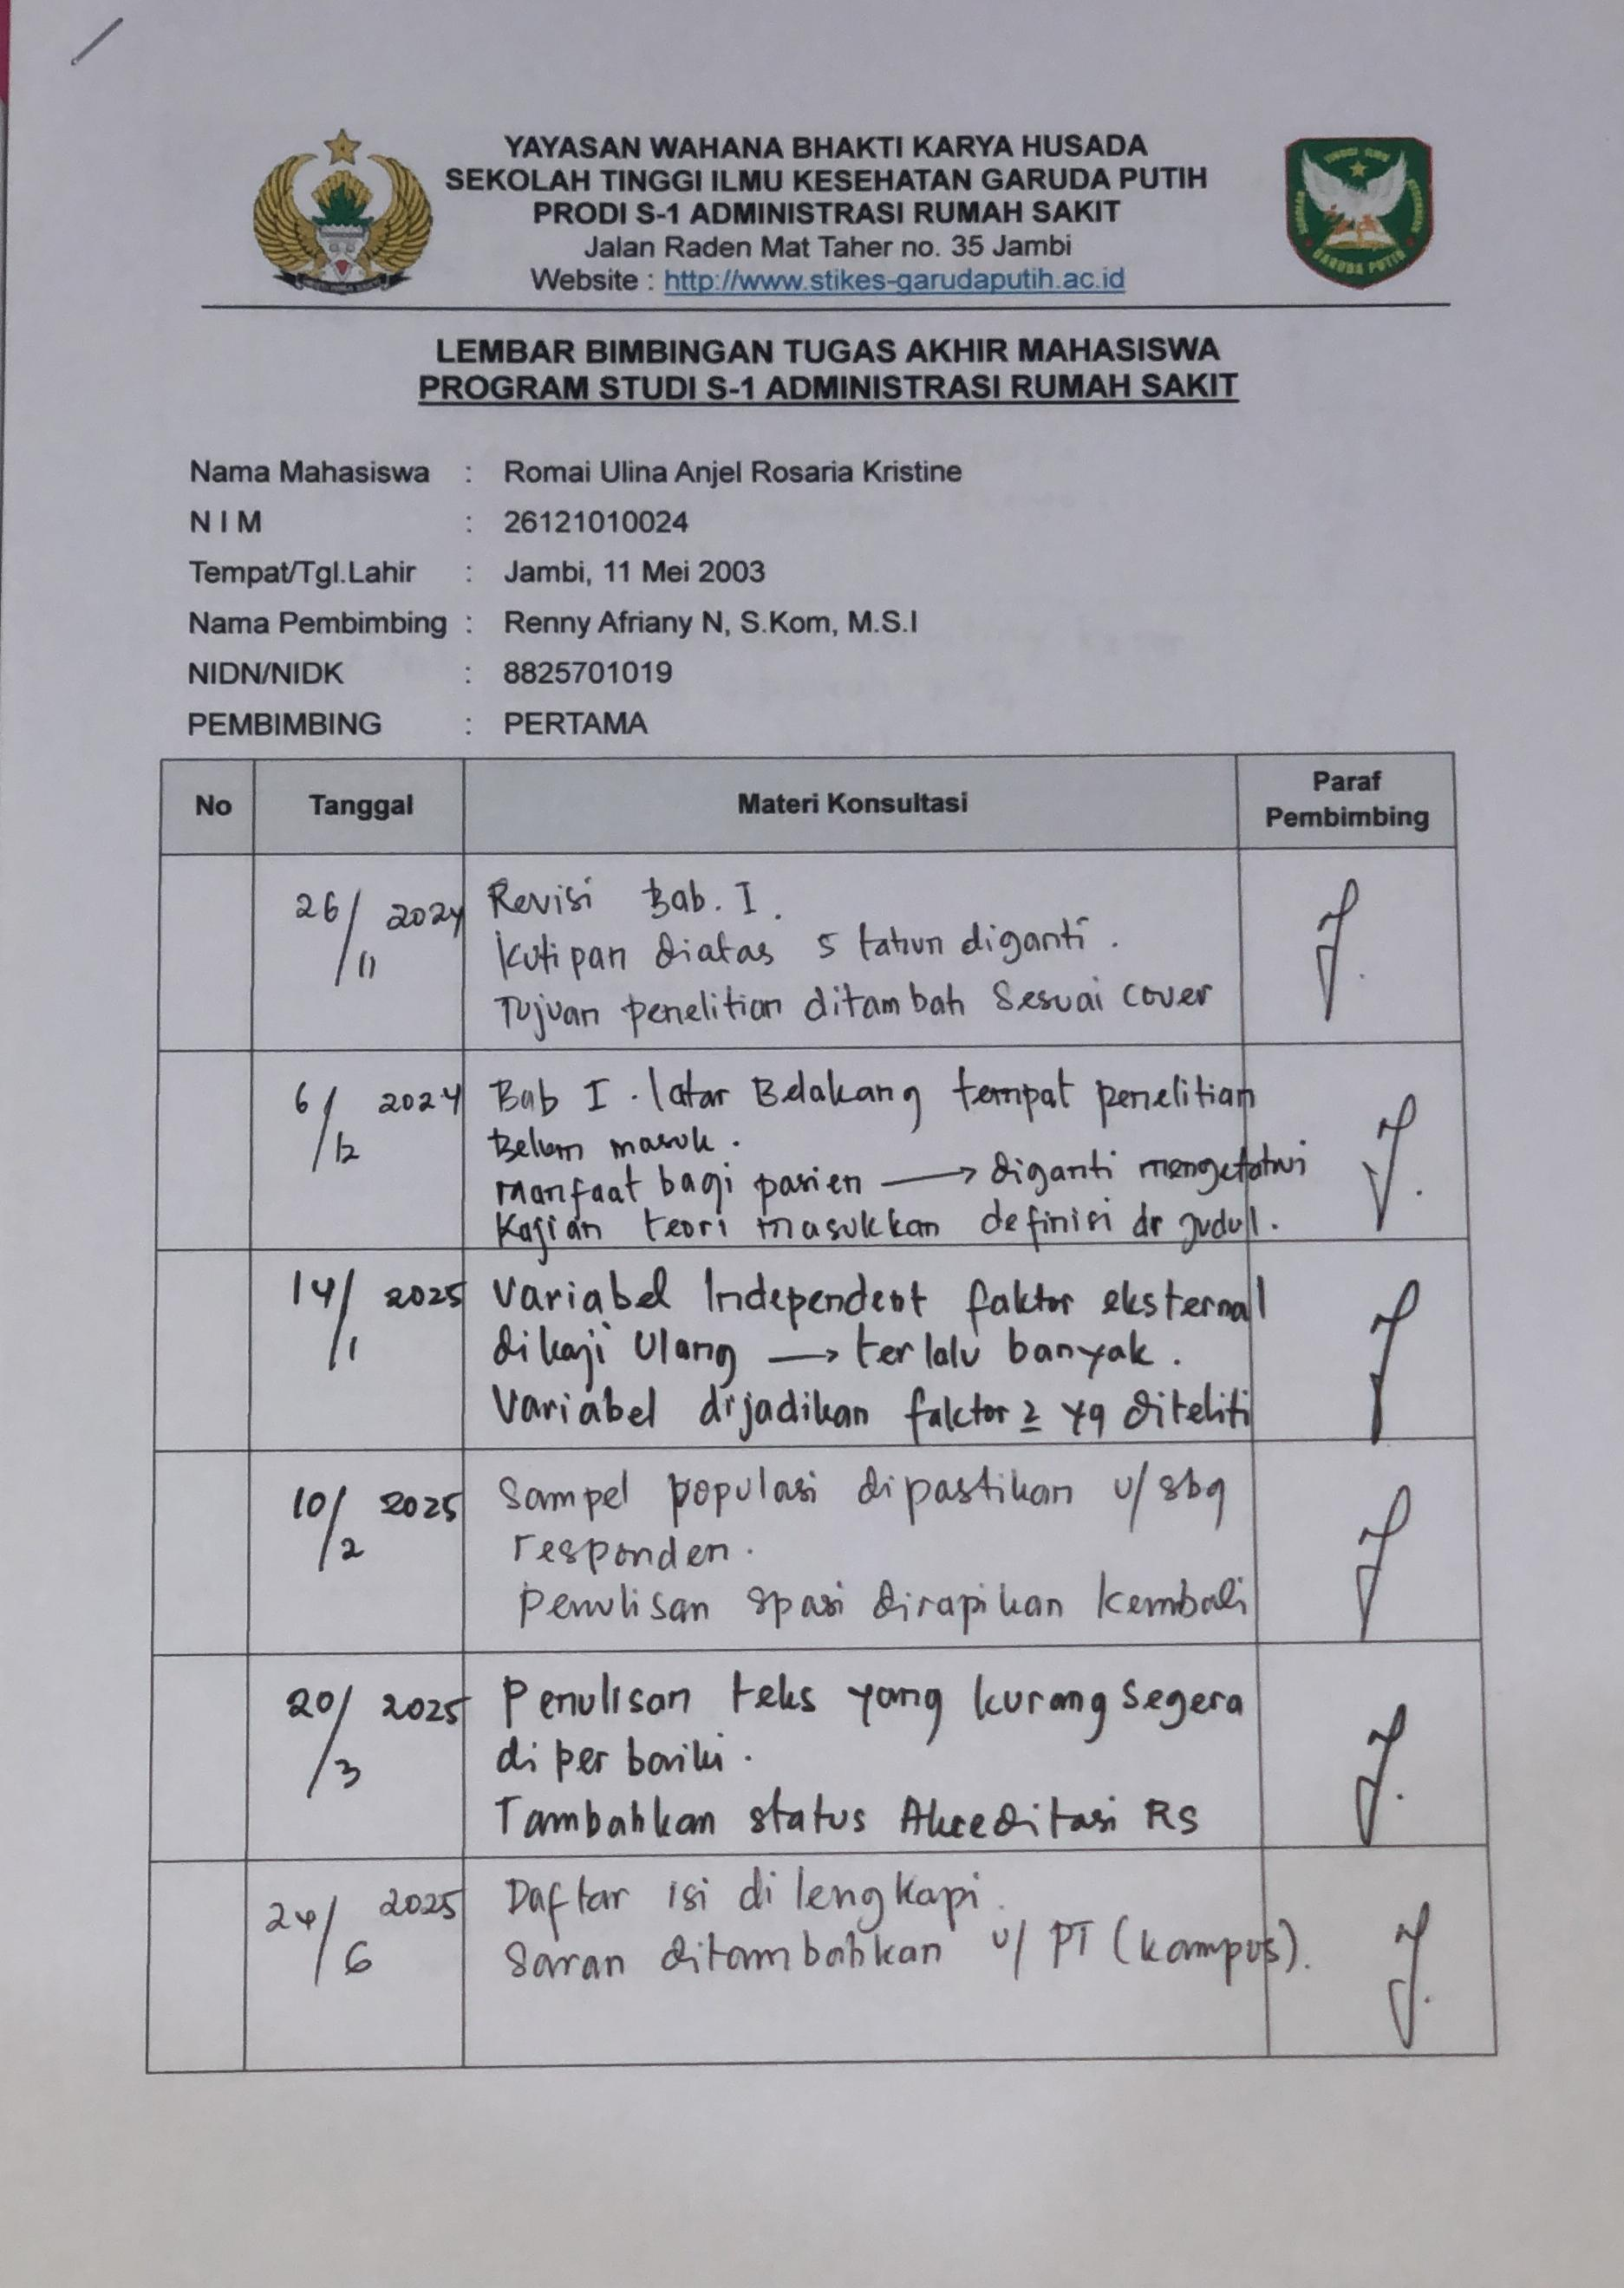 YAYASAN WAHANA BHAKTI KARYA HUSADA
SEKOLAH TINGGI ILMU KESEHATAN GARUDA PUTIH
PRODI S-1 ADMINISTRASI RUMAH SAKIT
Jalan Raden Mat Taher no. 35 Jambi
Website : http://www.stikes-garudaputih.ac.id
GARUDA PUTIH
LEMBAR BIMBINGAN TUGAS AKHIR MAHASISWA
PROGRAM STUDI S-1 ADMINISTRASI RUMAH SAKIT
Nama Mahasiswa : Romai Ulina Anjel Rosaria Kristine
N I M : 26121010024
Tempat/Tgl.Lahir : Jambi, 11 Mei 2003
Nama Pembimbing : Renny Afriany N, S.Kom, M.S.I
NIDN/NIDK : 8825701019
PEMBIMBING : PERTAMA
No Tanggal Materi Konsultasi Paraf Pembimbing
26/11 2024 Revisi Bab. I.
Kutipan diatas 5 tahun diganti.
Tujuan penelitian ditambah sesuai cover
6/12 2024 Bab I. latar Belakang tempat penelitian
Belum masuk.
manfaat bagi pasien → diganti mengetahui
Kajian teori masukkan definisi dr judul.
14/1 2025 Variabel Independent faktor eksternal
dikaji Ulang → terlalu banyak.
Variabel dijadikan faktor 2 yg diteliti
10/2 2025 Sampel populasi dipastikan u/ sbg
responden.
Penulisan spasi dirapikan kembali
20/3 2025 Penulisan teks yang kurang segera
diperbaiki.
Tambahkan status Akreditasi RS
24/6 2025 Daftar isi dilengkapi.
Saran ditambahkan u/ PT (kampus).